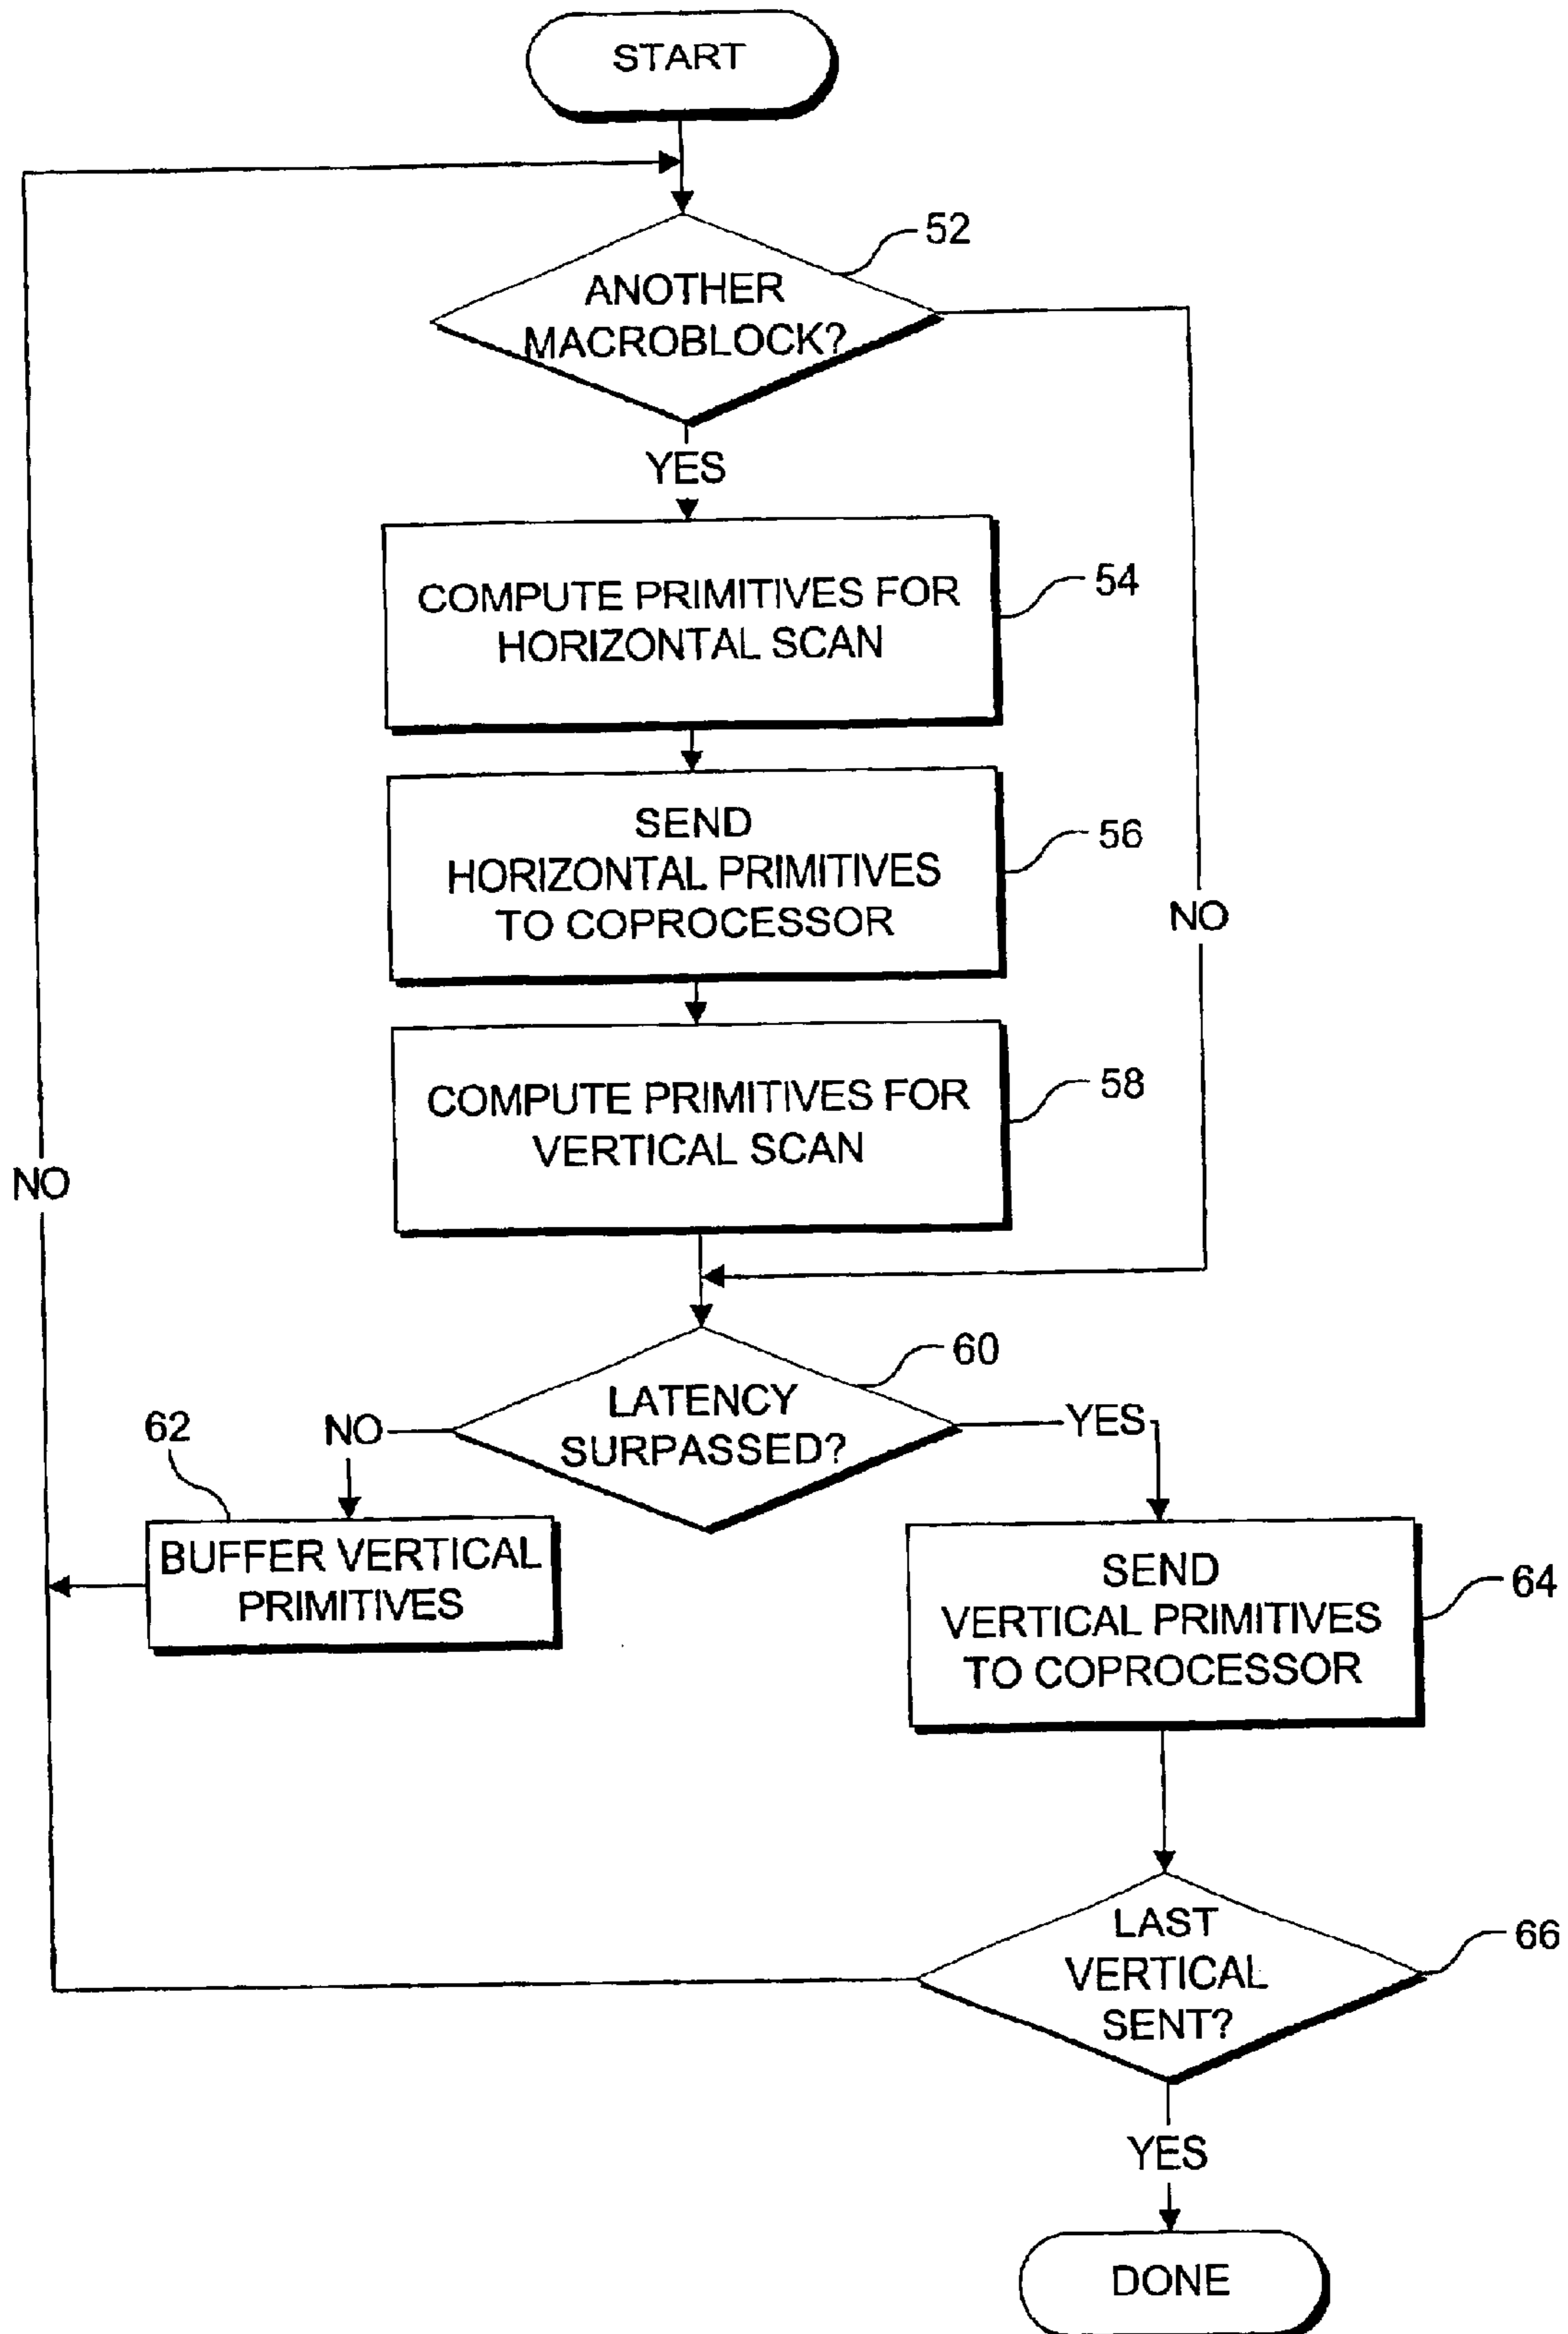 START
52
ANOTHER
MACROBLOCK?
YES
COMPUTE PRIMITIVES FOR
HORIZONTAL SCAN
54
SEND
HORIZONTAL PRIMITIVES
TO COPROCESSOR
56
NO
COMPUTE PRIMITIVES FOR
VERTICAL SCAN
58
NO
60
LATENCY
SURPASSED?
NO
YES
62
BUFFER VERTICAL
PRIMITIVES
SEND
VERTICAL PRIMITIVES
TO COPROCESSOR
64
LAST
VERTICAL
SENT?
66
YES
DONE